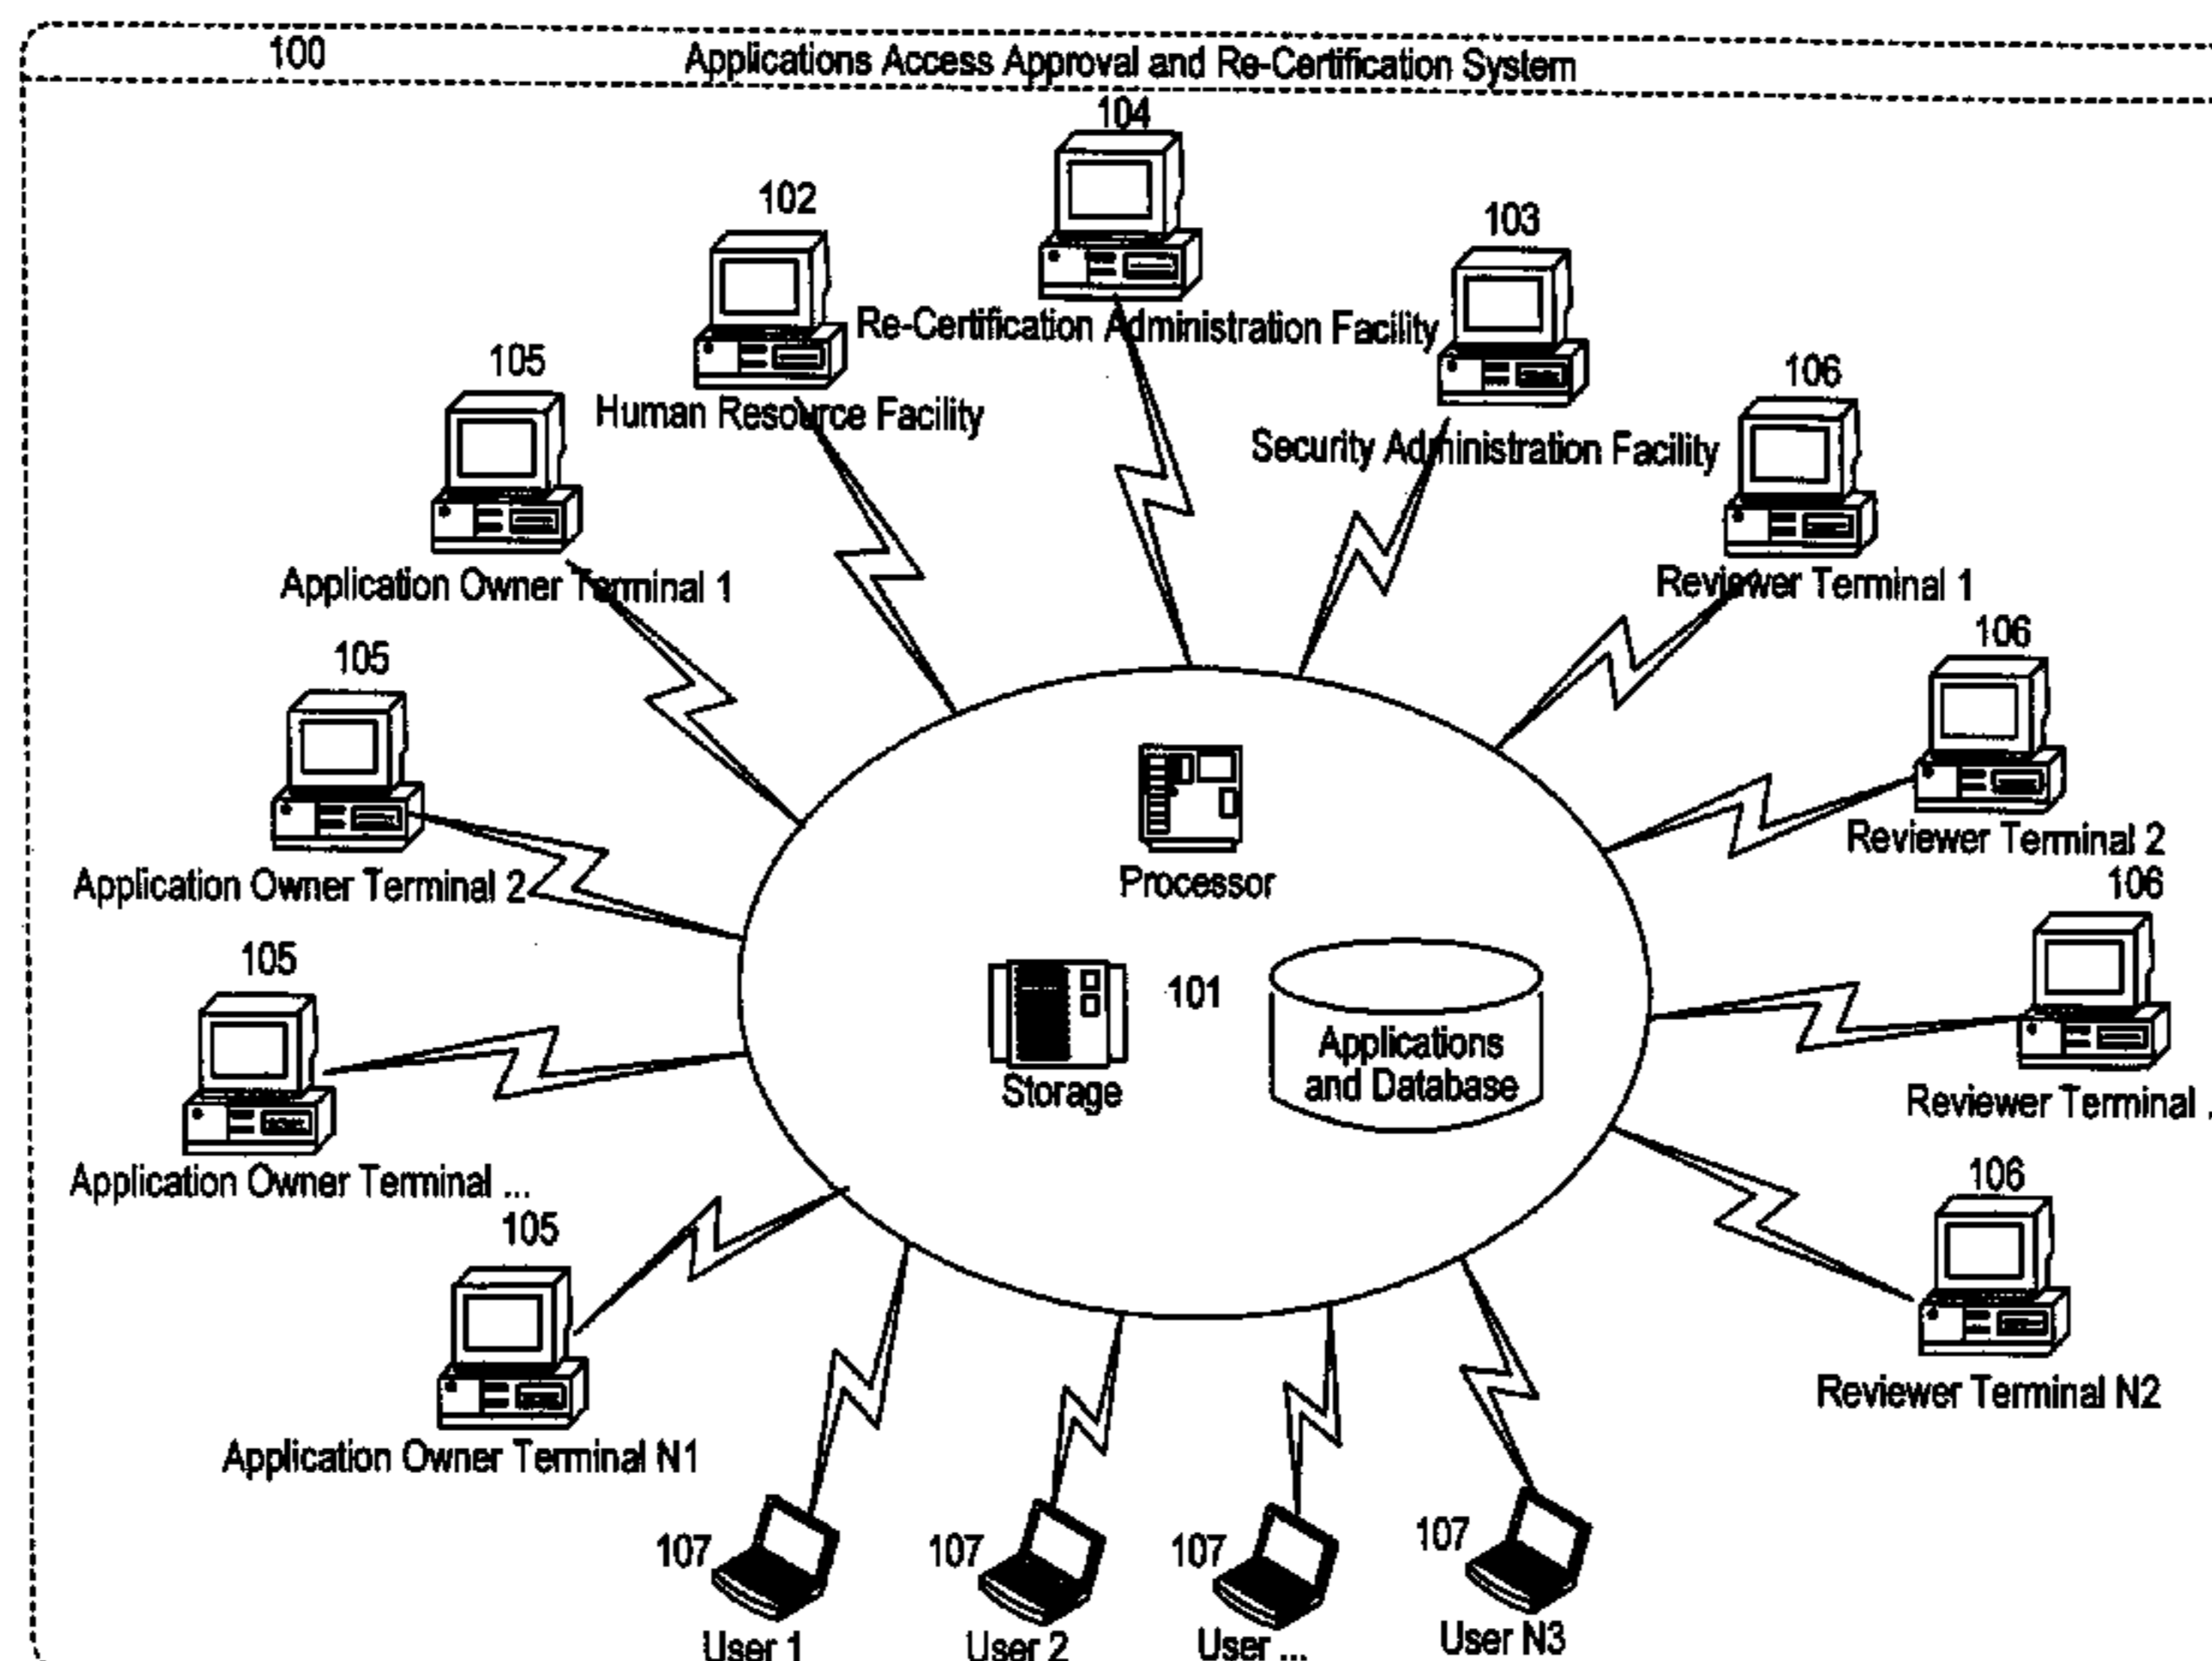 100
Applications Access Approval and Re-Certification System
104
102
103
Re-Certification Administration Facility
105
106
Human Resource Facility
Security Administration Facility
Application Owner Terminal 1
Reviewer Terminal 1
105
106
Processor
Reviewer Terminal 2
Application Owner Terminal 2
106
105
101
Applications
and Database
Storage
Reviewer Terminal .
Application Owner Terminal ...
106
105
Reviewer Terminal N2
Application Owner Terminal N1
107
107
107
107
User 1
User 2
User ...
User N3